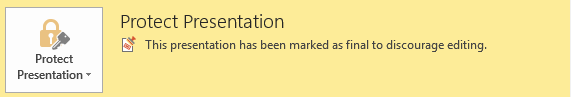 Protect Presentation
This presentation has been marked as final to discourage editing.
Protect
Presentation